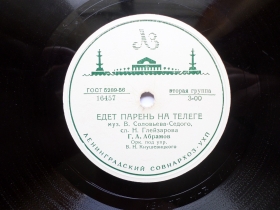 ГОСТ 5289-56
вторая группа
16457
3-00
ЕДЕТ ПАРЕНЬ НА ТЕЛЕГЕ
муз. В. Соловьева-Седого,
сл. Н. Глейзарова
Г. А. Абрамов
Орк. под упр.
ЛЕНИНГРАДСКИЙ СОВНАРХОЗ-УХП